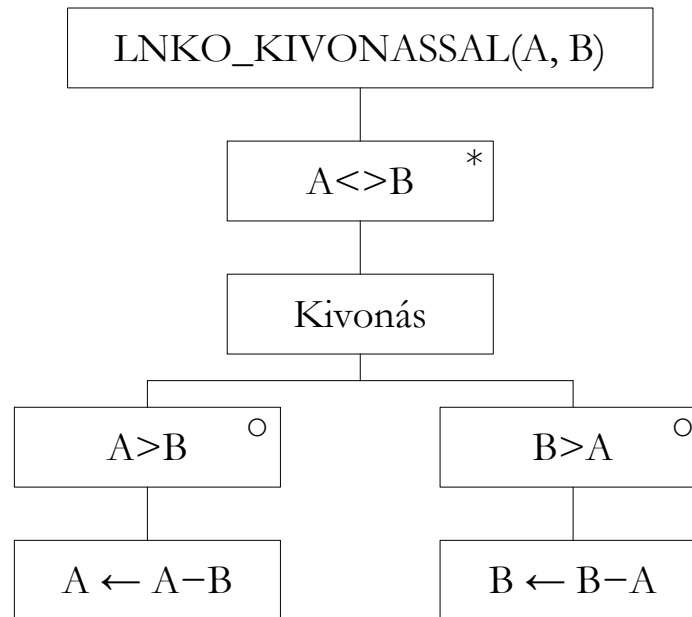 LNKO_KIVONASSAL(A, B)
A<>B *
Kivonás
A>B ○
B>A ○
A ← A−B
B ← B−A